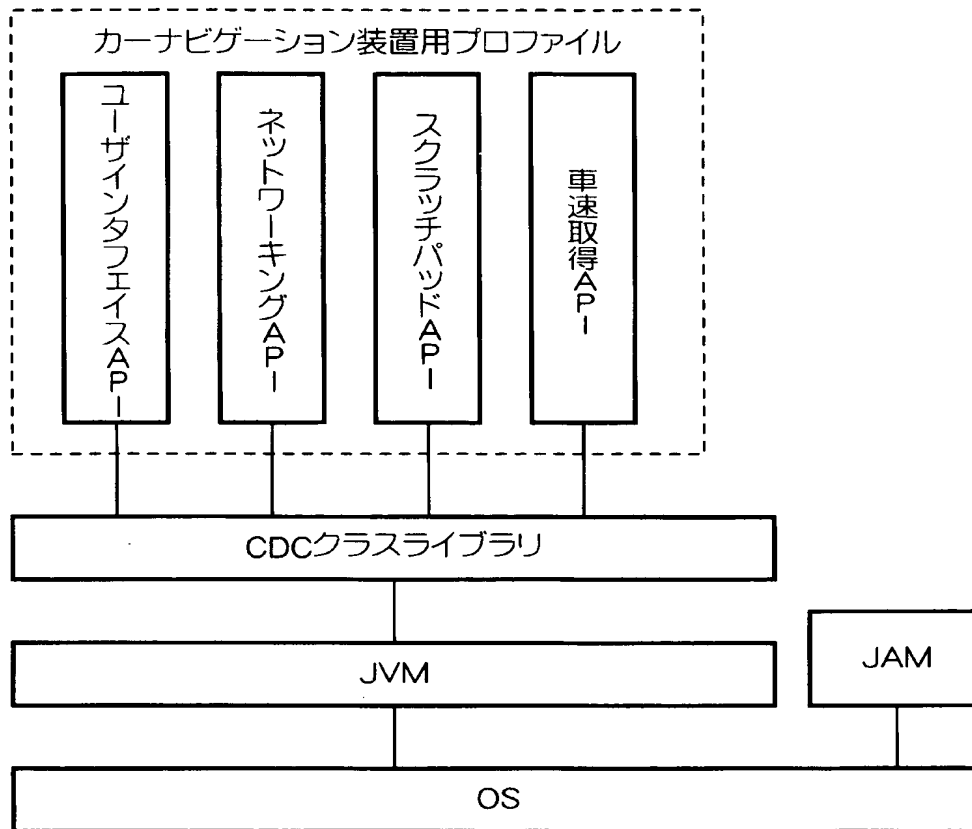 カーナビゲーション装置用プロファイル
ユーザインタフェイスAPI
ネットワーキングAPI
スクラッチパッドAPI
車速取得API
CDCクラスライブラリ
JVM
JAM
OS